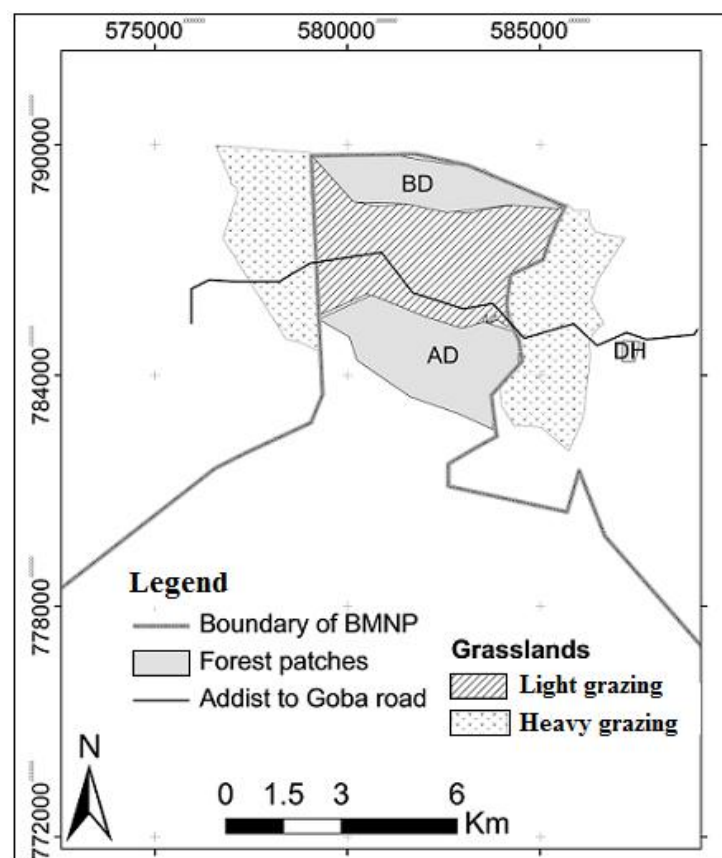 575000 580000 585000
790000
784000
778000
772000
BD
AD
DH
Legend
Boundary of BMNP
Forest patches
Addist to Goba road
Grasslands
Light grazing
Heavy grazing
N
0 1.5 3 6
Km